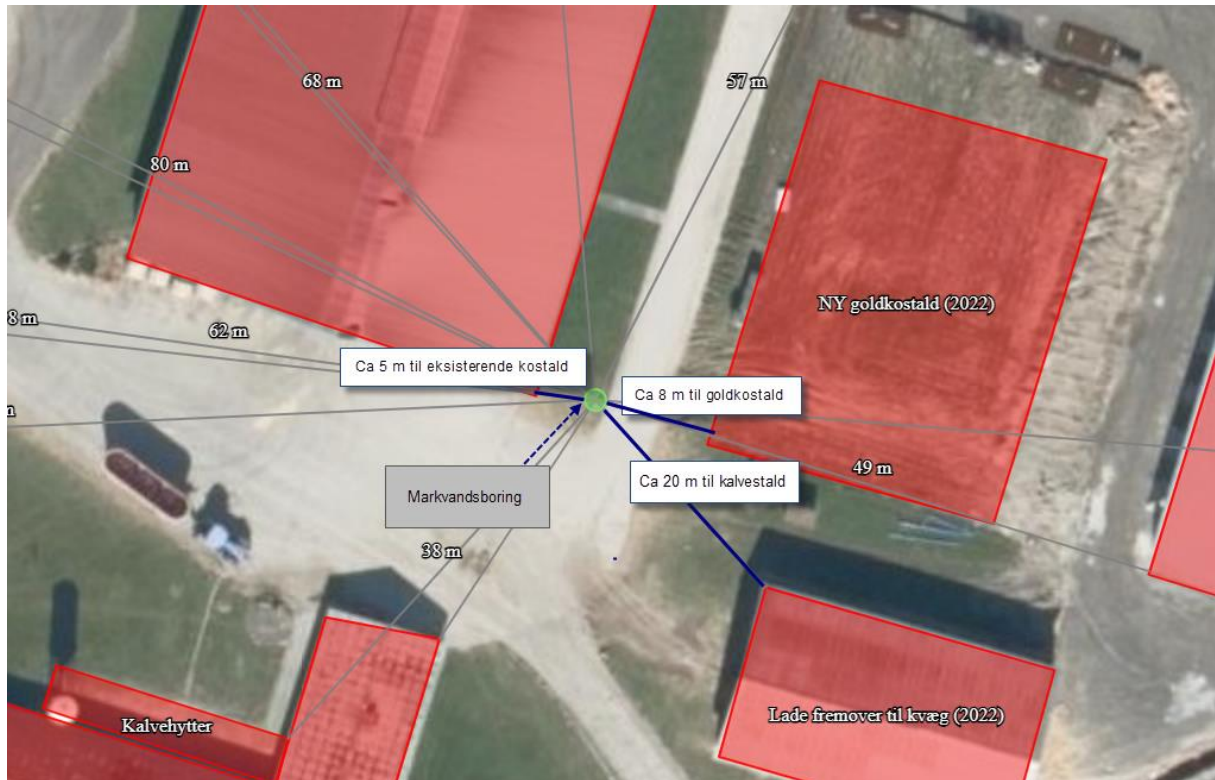 68 m
57 m
80 m
NY goldkostald (2022)
8 m
62 m
Ca 5 m til eksisterende kostald
Ca 8 m til goldkostald
m
49 m
Ca 20 m til kalvestald
Markvandsboring
38 m
Kalvehytter
Lade fremover til kvæg (2022)